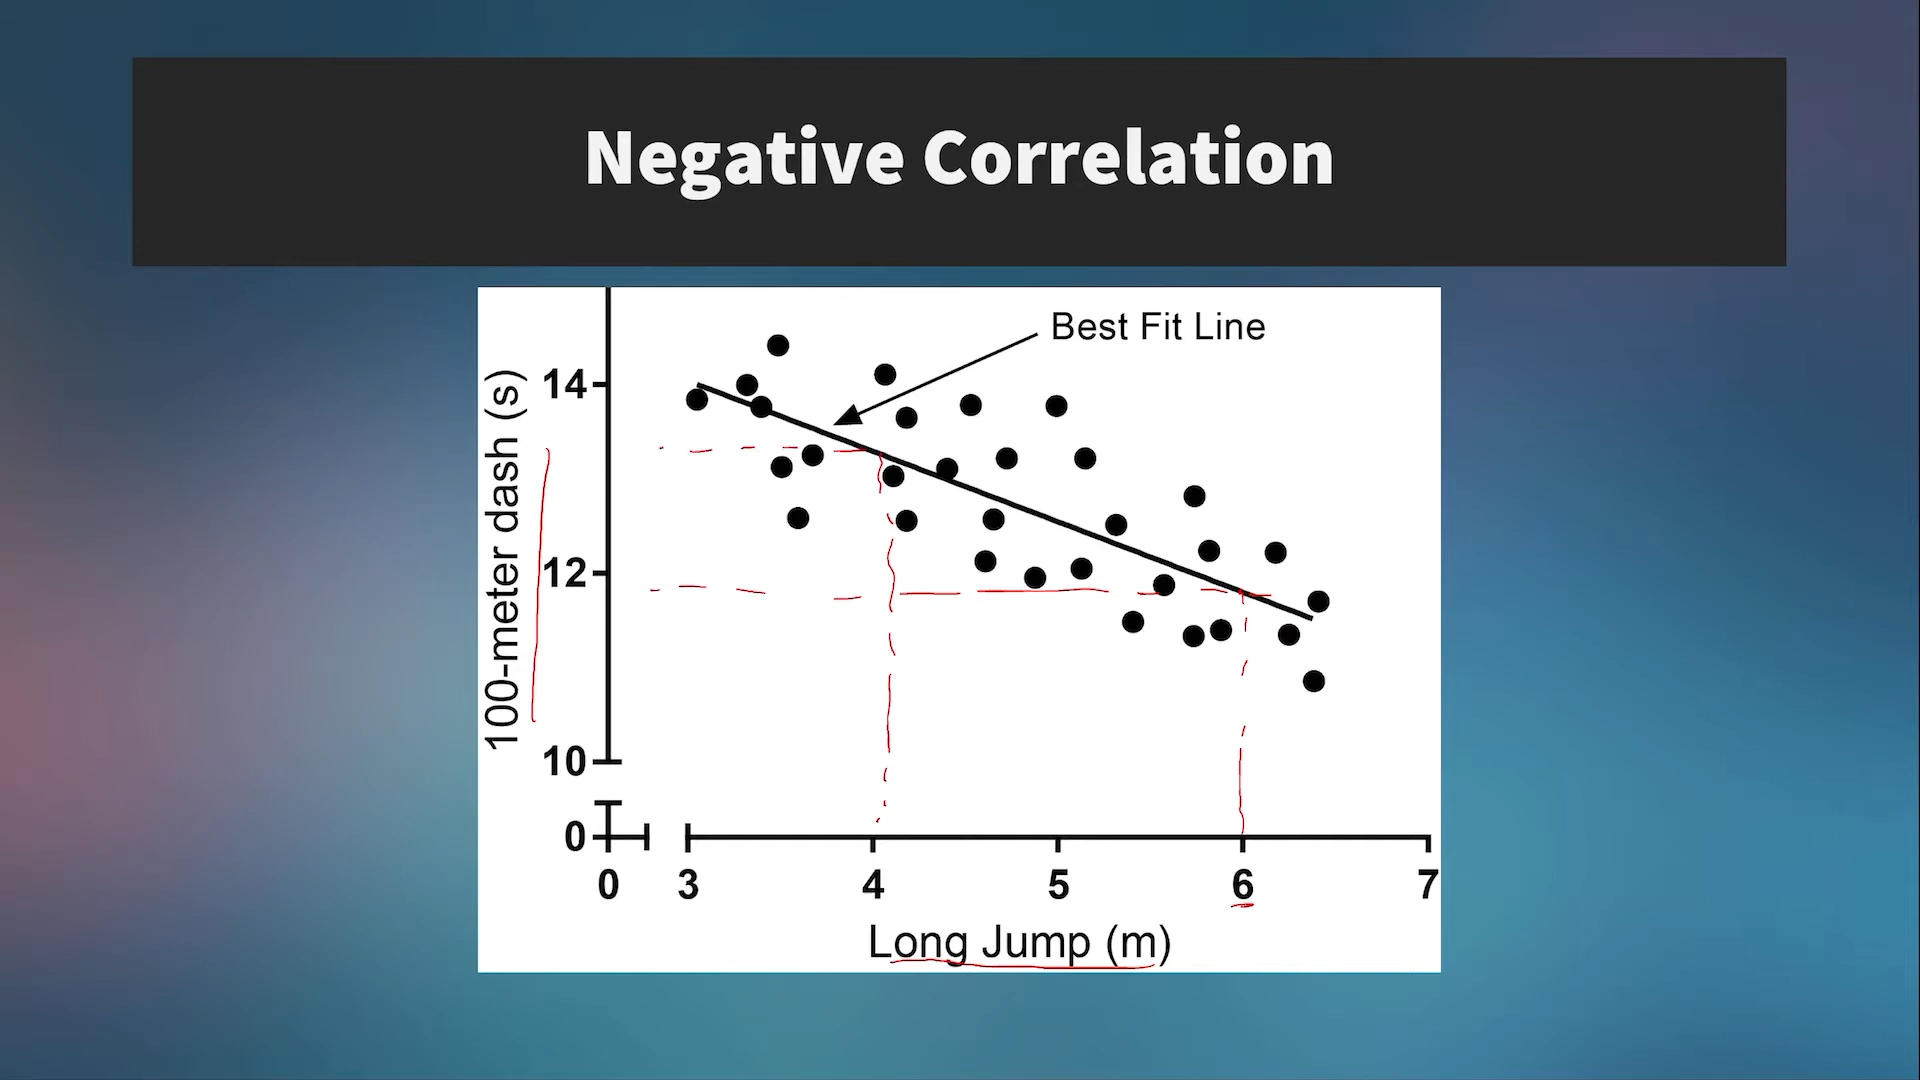 Negative Correlation
Best Fit Line
100-meter dash (s)
14
12
10
0
0 3 4 5 6 7
Long Jump (m)